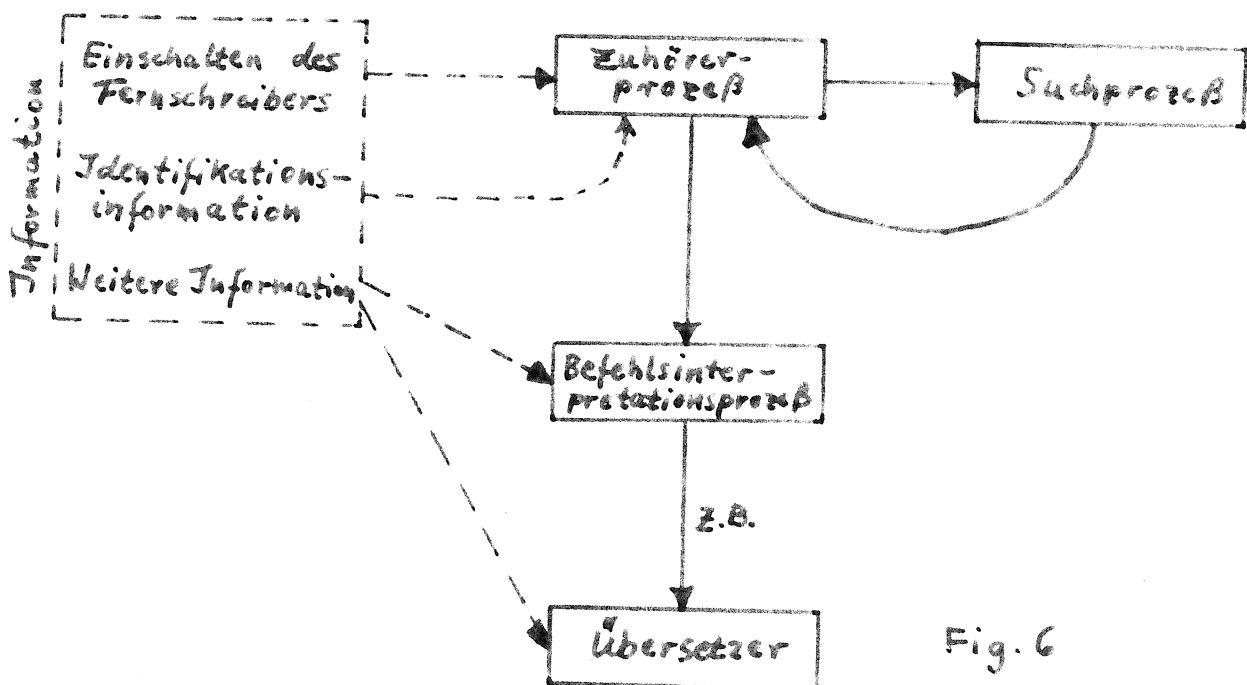 Information
Einschalten des
Fernschreibers
Identifikations-
information
Weitere Information
Zuhörer-
prozeß
Suchprozeß
Befehlsinter-
pretationsprozeß
z.B.
Übersetzer
Fig. 6